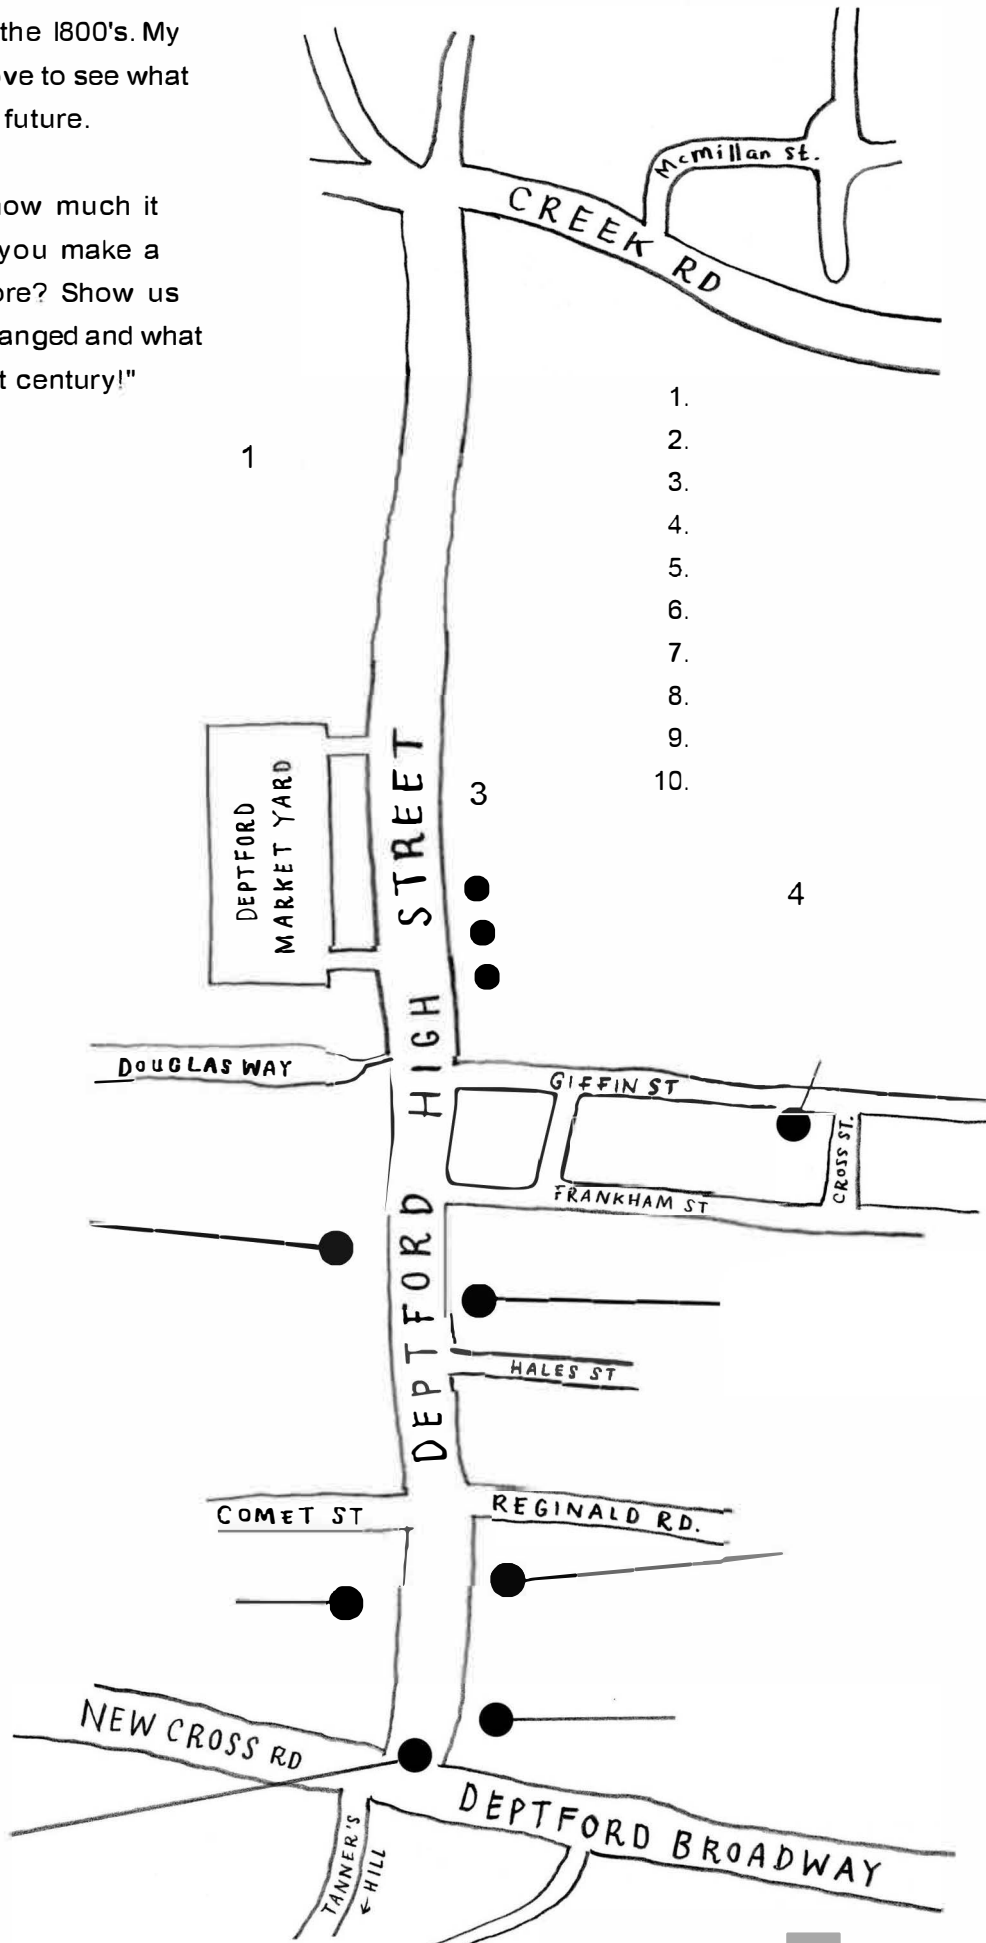 the 1800's. My
ve to see what
future.
ow much it
you make a
ore? Show us
anged and what
t century!"
McMillan St.
CREEK RD
1.
2.
3.
4.
5.
6.
7.
8.
9.
10.
1
3
4
DEPTFORD
MARKET YARD
DEPTFORD HIGH STREET
DOUGLAS WAY
GIFFIN ST
CROSS ST.
FRANKHAM ST
HALES ST
COMET ST
REGINALD RD.
NEW CROSS RD
DEPTFORD BROADWAY
TANNER'S
← HILL